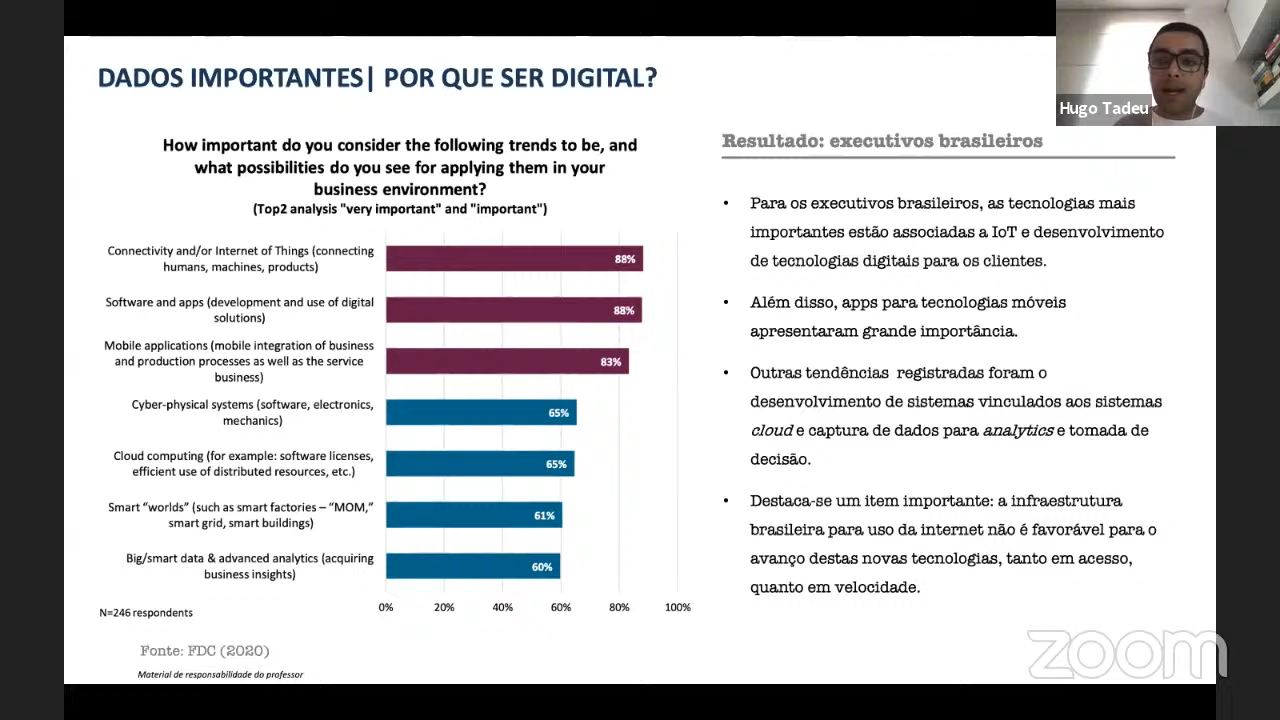 DADOS IMPORTANTES| POR QUE SER DIGITAL?
Hugo Tadeu
How important do you consider the following trends to be, and
what possibilities do you see for applying them in your
business environment?
(Top2 analysis "very important" and "important")
Connectivity and/or Internet of Things (connecting
humans, machines, products)
88%
Software and apps (development and use of digital
solutions)
88%
Mobile applications (mobile integration of business
and production processes as well as the service
business)
83%
Cyber-physical systems (software, electronics,
mechanics)
65%
Cloud computing (for example: software licenses,
efficient use of distributed resources, etc.)
65%
Smart “worlds” (such as smart factories – “MOM,”
smart grid, smart buildings)
61%
Big/smart data & advanced analytics (acquiring
business insights)
60%
0% 20% 40% 60% 80% 100%
N=246 respondents
Fonte: FDC (2020)
Material de responsabilidade do professor
Resultado: executivos brasileiros
• Para os executivos brasileiros, as tecnologias mais
importantes estão associadas a IoT e desenvolvimento
de tecnologias digitais para os clientes.
• Além disso, apps para tecnologias móveis
apresentaram grande importância.
• Outras tendências registradas foram o
desenvolvimento de sistemas vinculados aos sistemas
cloud e captura de dados para analytics e tomada de
decisão.
• Destaca-se um item importante: a infraestrutura
brasileira para uso da internet não é favorável para o
avanço destas novas tecnologias, tanto em acesso,
quanto em velocidade.
zoom